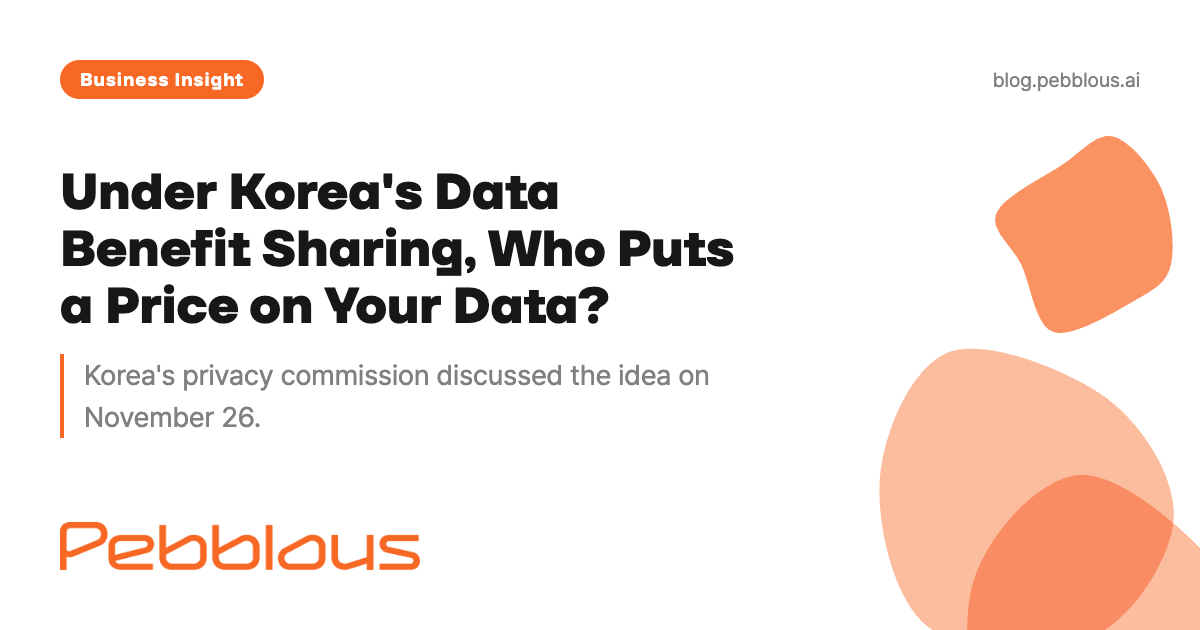 Business Insight
blog.pebblous.ai
Under Korea's Data
Benefit Sharing, Who Puts
a Price on Your Data?
Korea's privacy commission discussed the idea on
November 26.
Pebblous